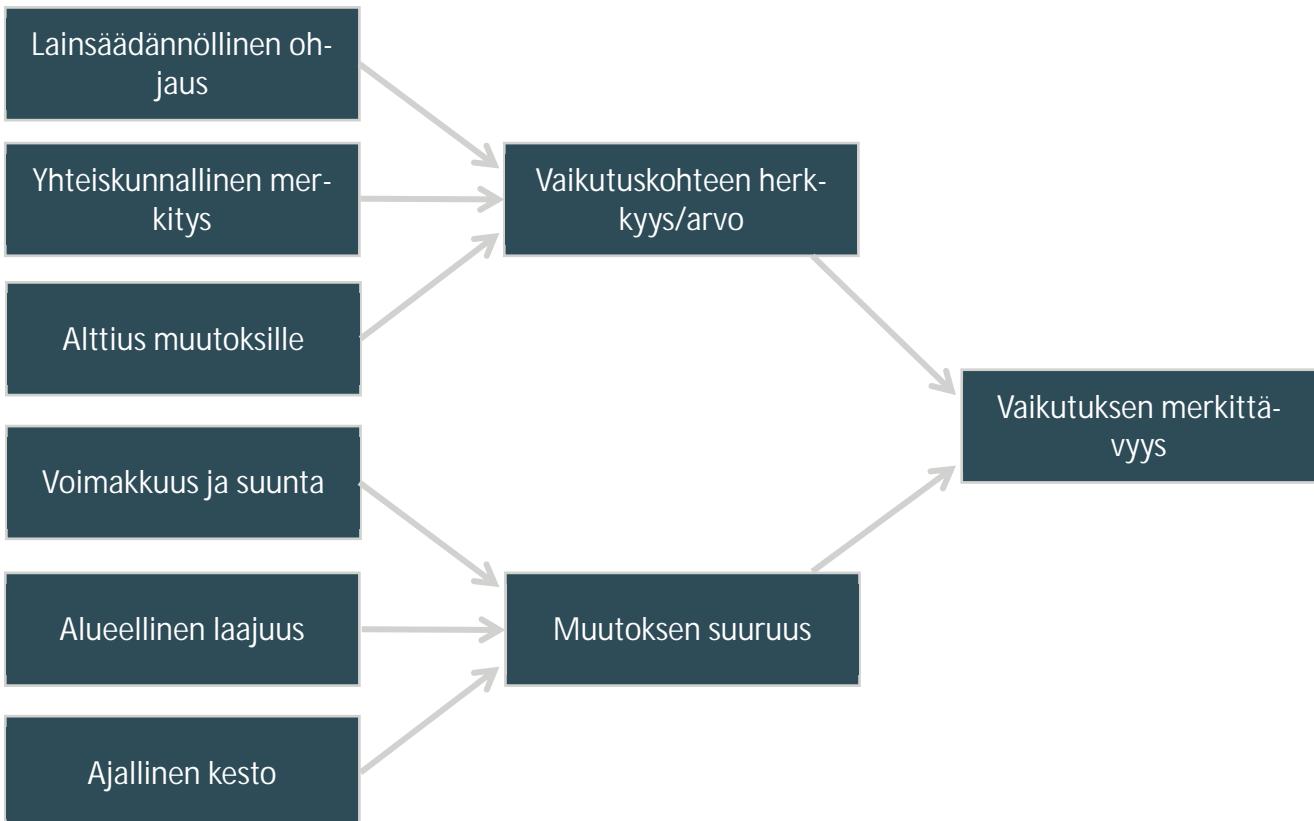 Lainsäädännöllinen oh-
jaus
Yhteiskunnallinen mer-
kitys
Alttius muutoksille
Voimakkuus ja suunta
Alueellinen laajuus
Ajallinen kesto
Vaikutuskohteen herk-
kyys/arvo
Muutoksen suuruus
Vaikutuksen merkittä-
vyys